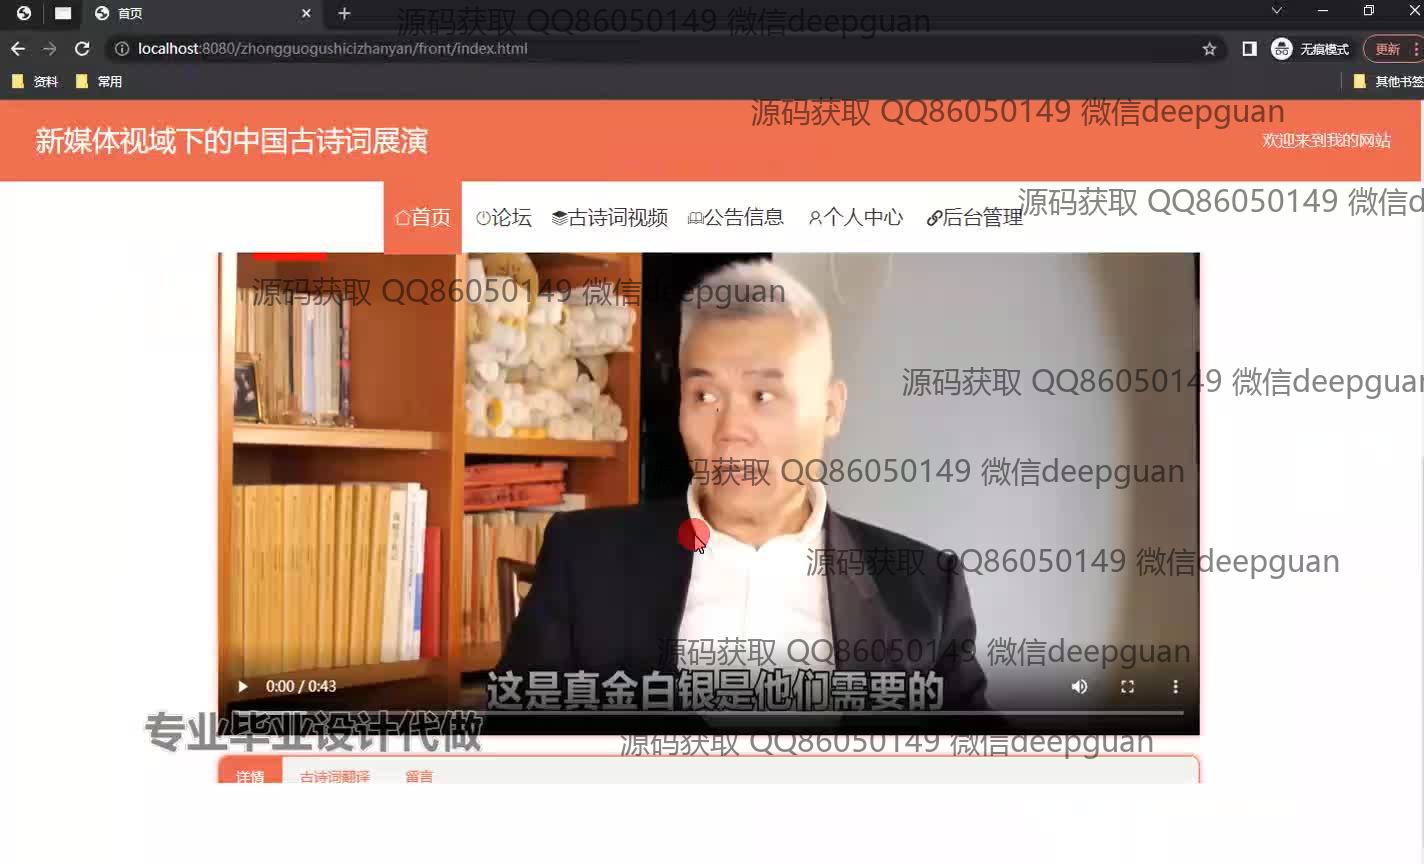 首页
源码获取 QQ86050149 微信deepguan
localhost:8080/zhongguogushicizhanyan/front/index.html
无痕模式
更新
资料
常用
其他书签
源码获取 QQ86050149 微信deepguan
新媒体视域下的中国古诗词展演
欢迎来到我的网站
首页
论坛
古诗词视频
公告信息
个人中心
后台管理
源码获取 QQ86050149 微信d
源码获取 QQ86050149 微信deepguan
源码获取 QQ86050149 微信deepguan
源码获取 QQ86050149 微信deepguan
源码获取 QQ86050149 微信deepguan
源码获取 QQ86050149 微信deepguan
0:00 / 0:43
这是真金白银是他们需要的
专业毕业设计代做
源码获取 QQ86050149 微信deepguan
详情
古诗词翻译
留言